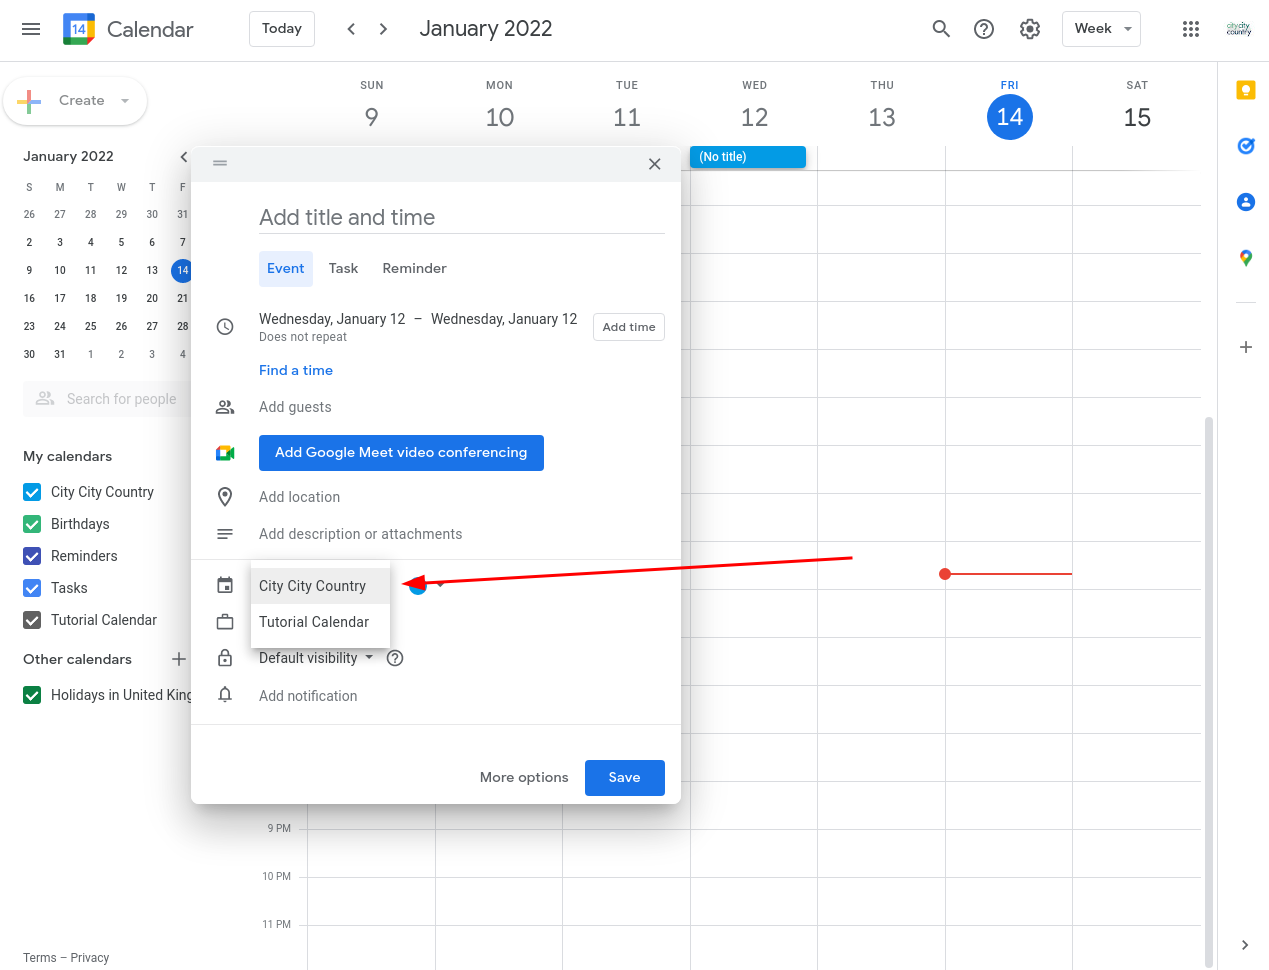 14 Calendar Today January 2022 Week city city country
Create
SUN MON TUE WED THU FRI SAT
9 10 11 12 13 14 15
(No title)
January 2022
S M T W T F
26 27 28 29 30 31
2 3 4 5 6 7
9 10 11 12 13 14
16 17 18 19 20 21
23 24 25 26 27 28
30 31 1 2 3 4
Search for people
My calendars
City City Country
Birthdays
Reminders
Tasks
Tutorial Calendar
Other calendars
Holidays in United King
Terms – Privacy
Add title and time
Event Task Reminder
Wednesday, January 12 – Wednesday, January 12 Add time
Does not repeat
Find a time
Add guests
Add Google Meet video conferencing
Add location
Add description or attachments
City City Country
Tutorial Calendar
Default visibility
Add notification
More options Save
9 PM
10 PM
11 PM